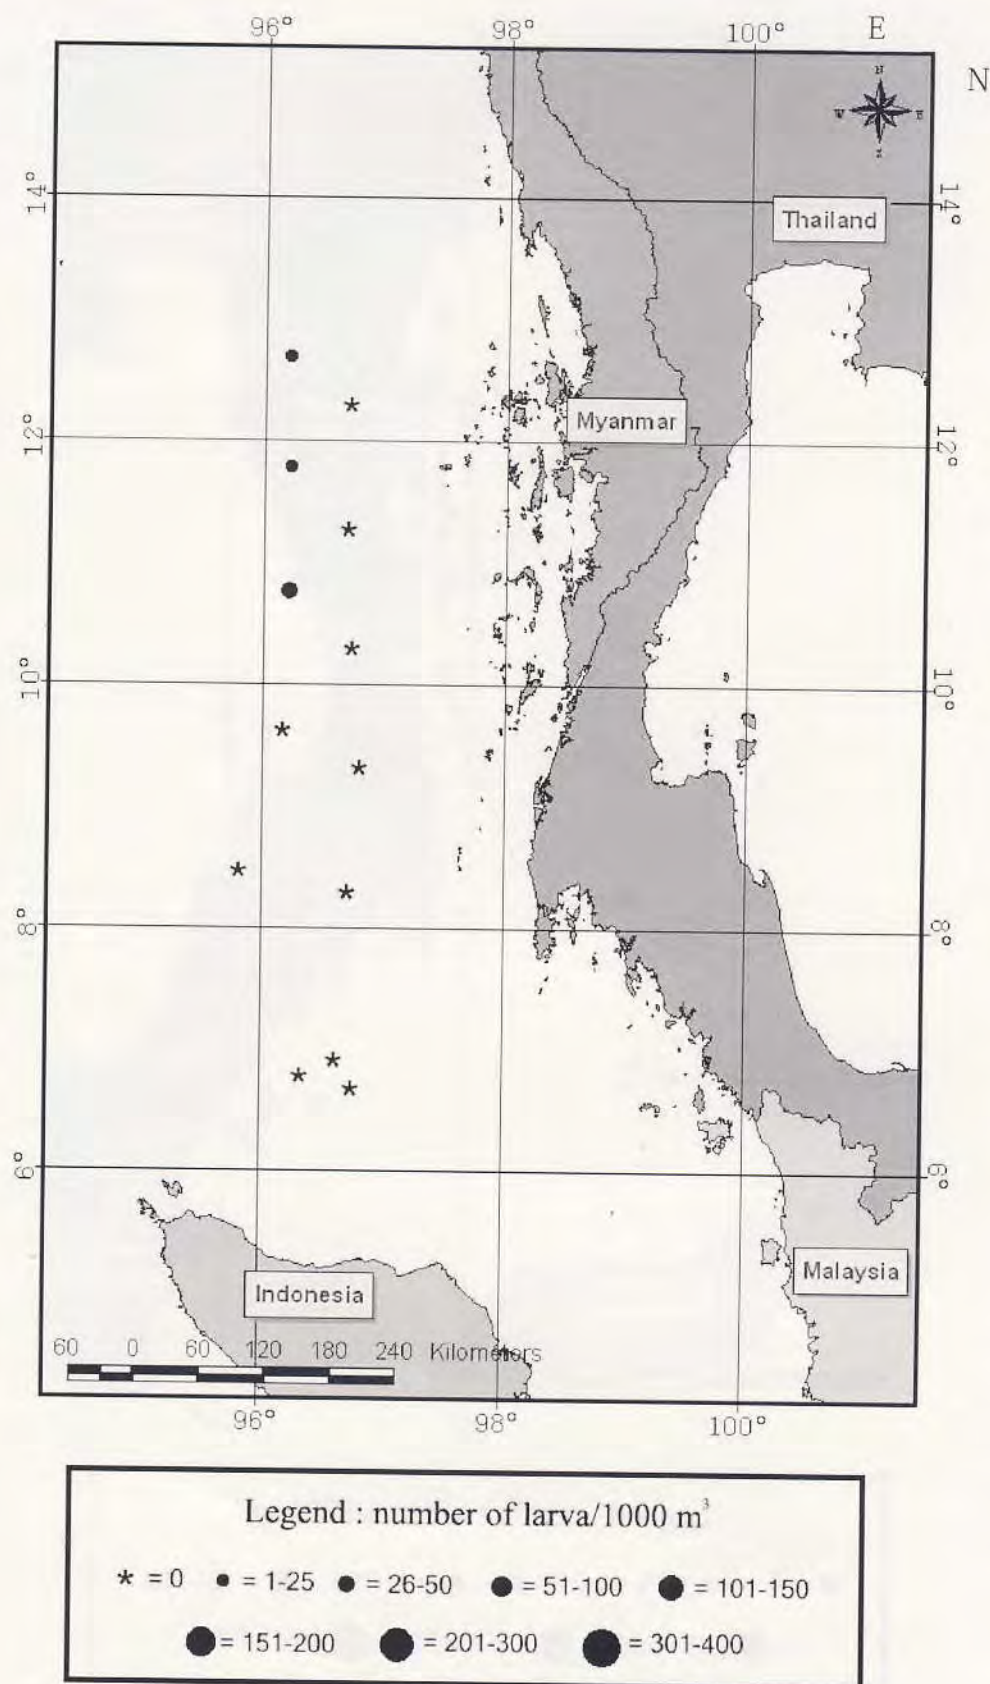 96° 98° 100° E
N
N
W E
S
14° 14°
Thailand
Myanmar
12° 12°
10° 10°
8° 8°
6° 6°
Malaysia
Indonesia
60 0 60 120 180 240 Kilometers
96° 98° 100°
Legend : number of larva/1000 m³
* = 0 ● = 1-25 ● = 26-50 ● = 51-100 ● = 101-150
● = 151-200 ● = 201-300 ● = 301-400